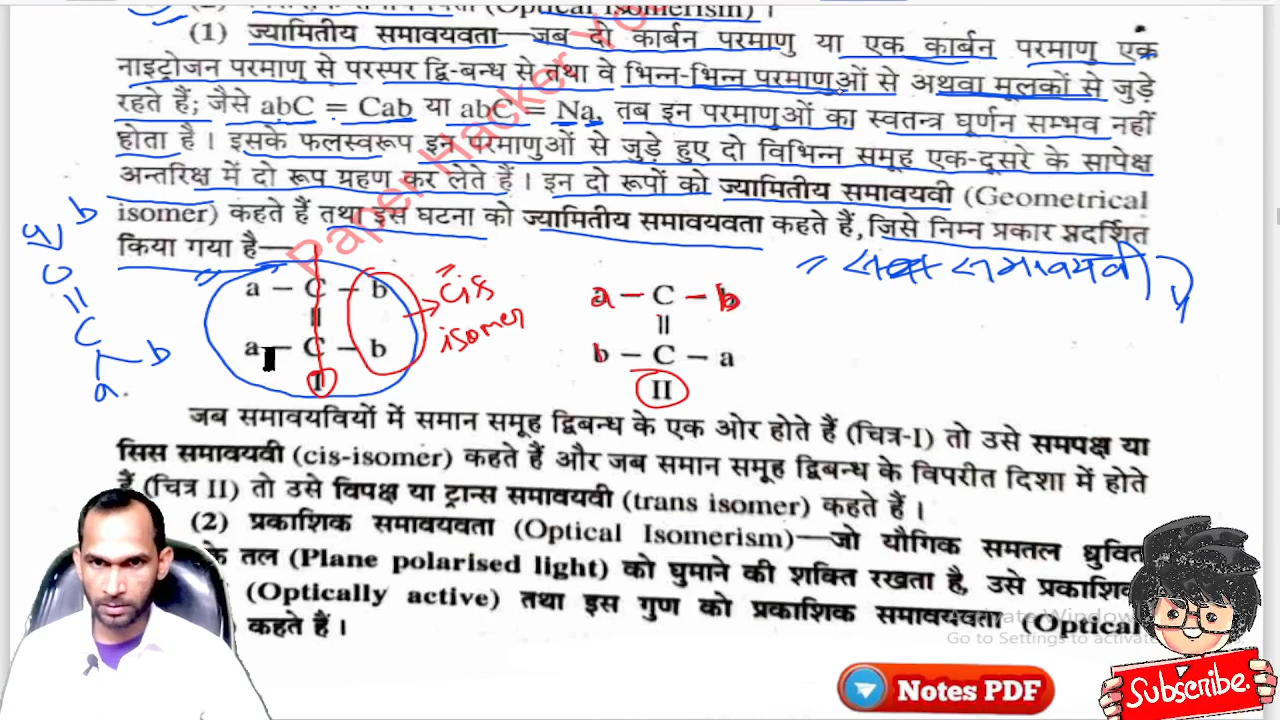 (Optical Isomerism) ।
(1) ज्यामितीय समावयवता—जब दो कार्बन परमाणु या एक कार्बन परमाणु एक
नाइट्रोजन परमाणु से परस्पर द्वि-बन्ध से तथा वे भिन्न-भिन्न परमाणुओं से अथवा मूलकों से जुड़े
रहते हैं; जैसे abC = Cab या abC = Na, तब इन परमाणुओं का स्वतन्त्र घूर्णन सम्भव नहीं
होता है । इसके फलस्वरूप इन परमाणुओं से जुड़े हुए दो विभिन्न समूह एक-दूसरे के सापेक्ष
अन्तरिक्ष में दो रूप ग्रहण कर लेते हैं । इन दो रूपों को ज्यामितीय समावयवी (Geometrical
isomer) कहते हैं तथा इस घटना को ज्यामितीय समावयवता कहते हैं, जिसे निम्न प्रकार प्रदर्शित
किया गया है—
Paper Hacker
b
C
=
C
b
a
a – C – b
||
a – C – b
I
cis
isomer
a – C – b
||
b – C – a
II
समावयवी
जब समावयवियों में समान समूह द्विबन्ध के एक ओर होते हैं (चित्र-I) तो उसे समपक्ष या
सिस समावयवी (cis-isomer) कहते हैं और जब समान समूह द्विबन्ध के विपरीत दिशा में होते
हैं (चित्र II) तो उसे विपक्ष या ट्रान्स समावयवी (trans isomer) कहते हैं ।
(2) प्रकाशिक समावयवता (Optical Isomerism)—जो यौगिक समतल ध्रुवित
के तल (Plane polarised light) को घुमाने की शक्ति रखता है, उसे प्रकाशिक
(Optically active) तथा इस गुण को प्रकाशिक समावयवता (Optical
कहते हैं ।
Activate Windows
Go to Settings to activate
Notes PDF
Subscribe.